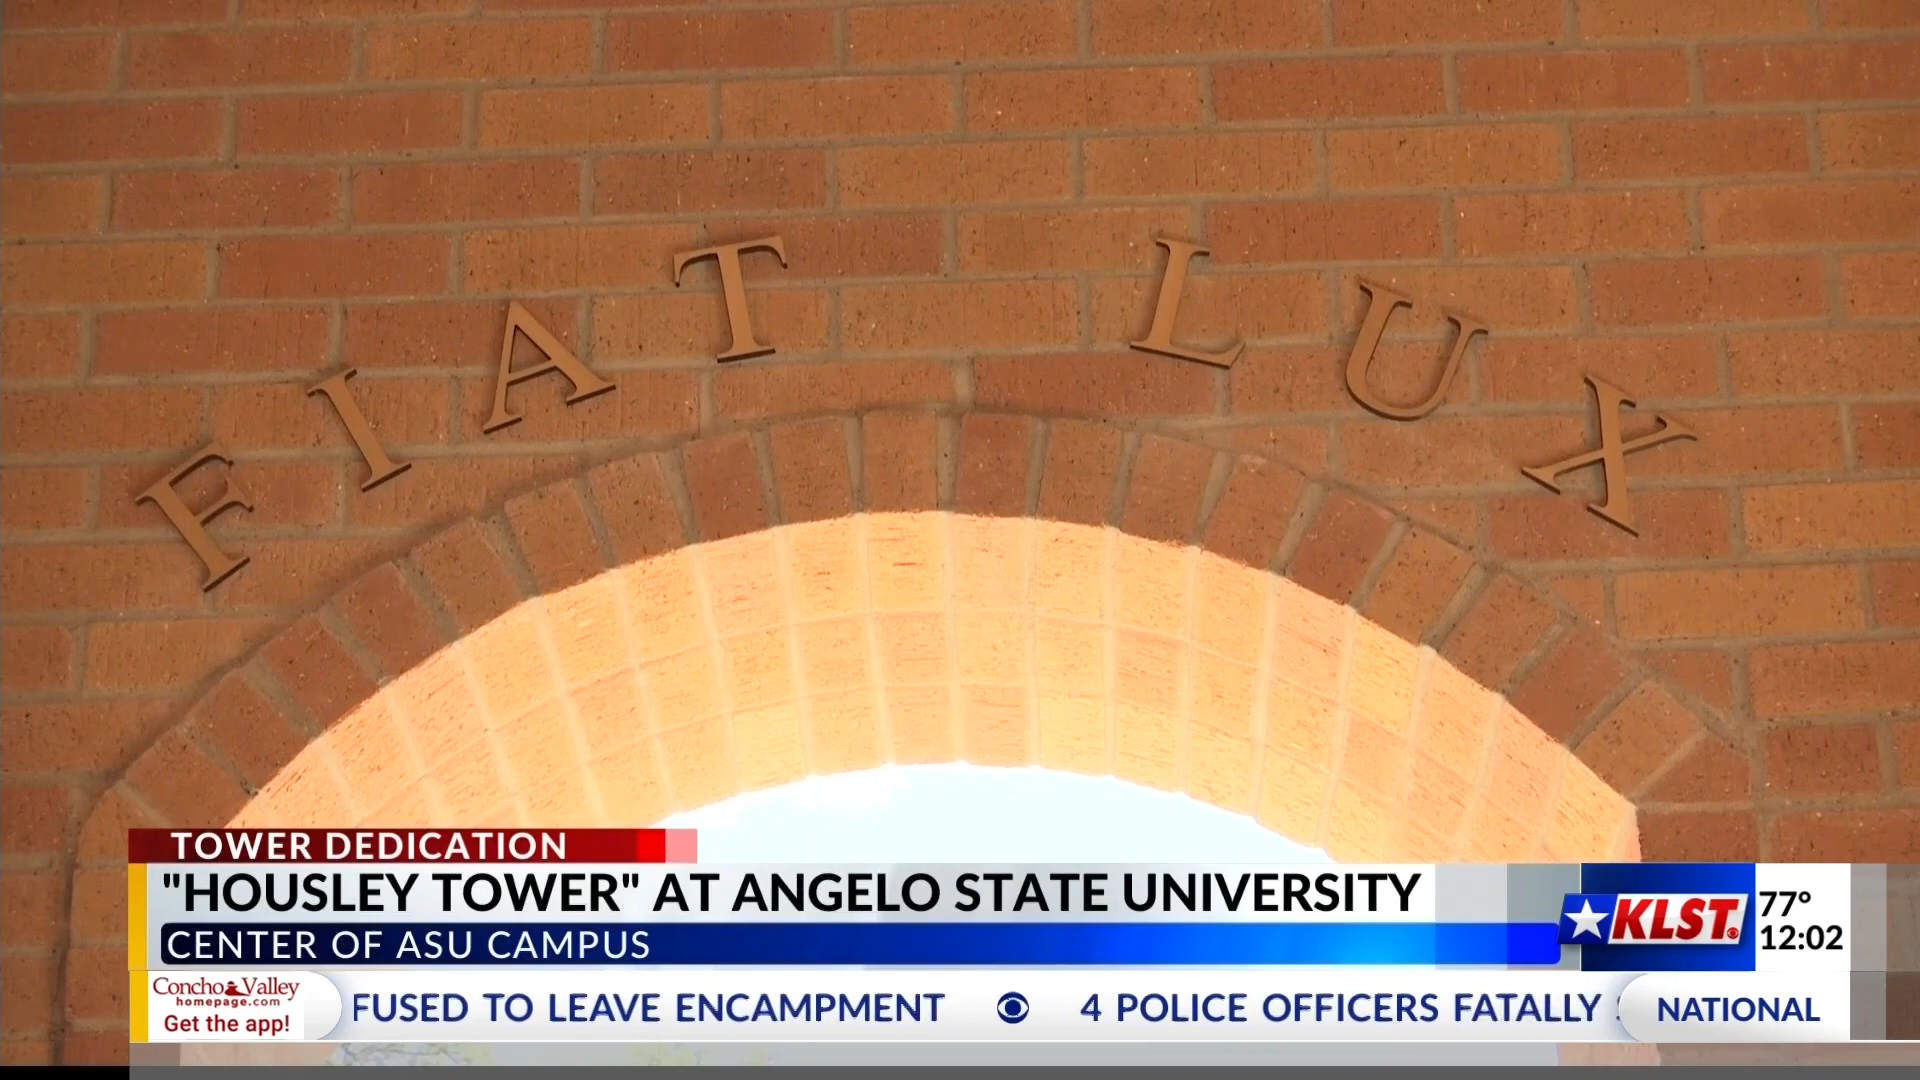 FIAT LUX
TOWER DEDICATION
"HOUSLEY TOWER" AT ANGELO STATE UNIVERSITY
CENTER OF ASU CAMPUS
KLST
77°
12:02
Concho Valley
homepage.com
Get the app!
FUSED TO LEAVE ENCAMPMENT 4 POLICE OFFICERS FATALLY
NATIONAL